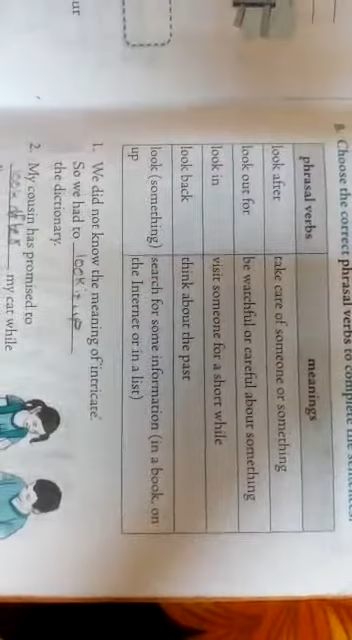 ur
B. Choose the correct phrasal verbs to complete the sentences.
phrasal verbs meanings
look after take care of someone or something
look out for be watchful or careful about something
look in visit someone for a short while
look back think about the past
look (something) up search for some information (in a book, on the Internet or in a list)
1. We did not know the meaning of 'intricate.'
So we had to look it up
the dictionary.
2. My cousin has promised to
look after my cat while